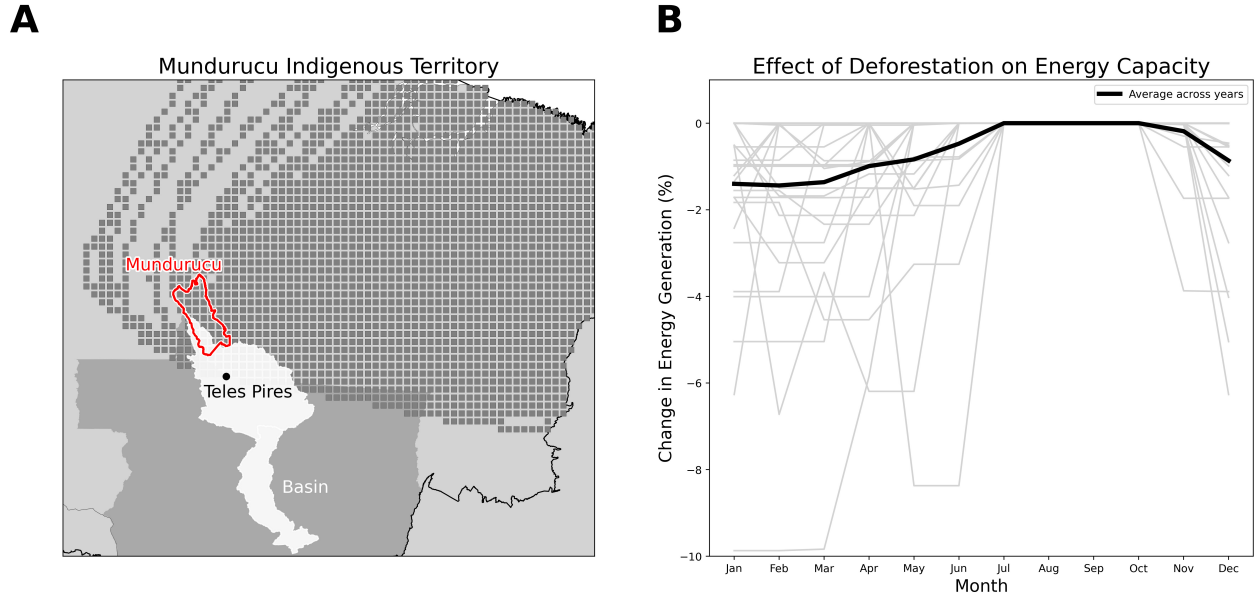 A
Mundurucu Indigenous Territory
Mundurucu
Teles Pires
Basin
B
Effect of Deforestation on Energy Capacity
Average across years
Change in Energy Generation (%)
0
−2
−4
−6
−8
−10
Jan Feb Mar Apr May Jun Jul Aug Sep Oct Nov Dec
Month